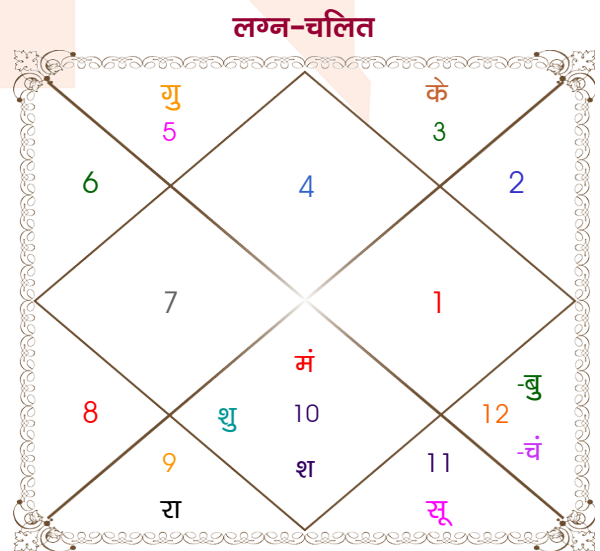 लग्न-चलित
गु के
5 3
6 4 2
7 1
मं
-बु
8 शु 10 12
-चं
9 श 11
रा सू